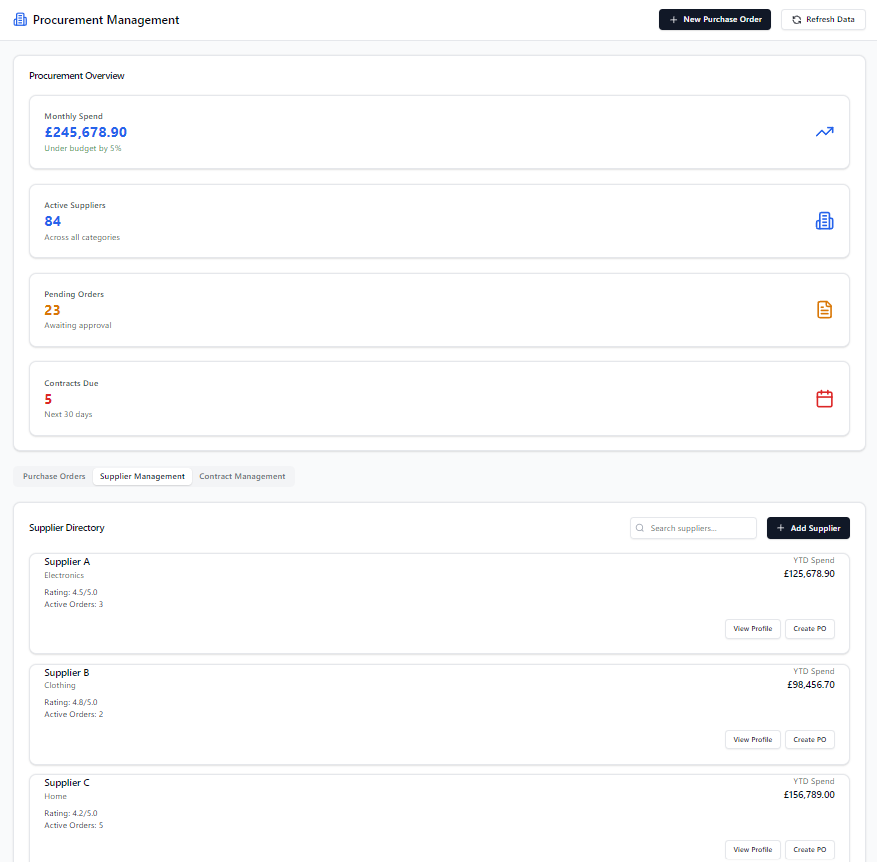 Procurement Management
New Purchase Order
Refresh Data
Procurement Overview
Monthly Spend
£245,678.90
Under budget by 5%
Active Suppliers
84
Across all categories
Pending Orders
23
Awaiting approval
Contracts Due
5
Next 30 days
Purchase Orders
Supplier Management
Contract Management
Supplier Directory
Search suppliers...
Add Supplier
Supplier A
Electronics
Rating: 4.5/5.0
Active Orders: 3
YTD Spend
£125,678.90
View Profile
Create PO
Supplier B
Clothing
Rating: 4.8/5.0
Active Orders: 2
YTD Spend
£98,456.70
View Profile
Create PO
Supplier C
Home
Rating: 4.2/5.0
Active Orders: 5
YTD Spend
£156,789.00
View Profile
Create PO